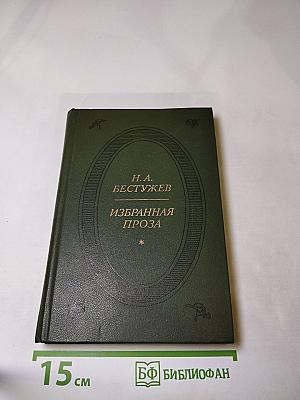 Н. А.
БЕСТУЖЕВ
ИЗБРАННАЯ
ПРОЗА
15 см
БФ БИБЛИОФАН